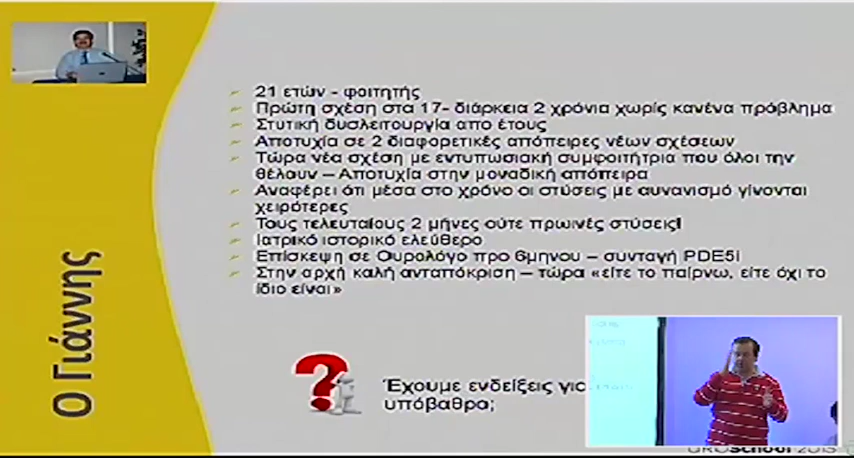 Ο Γιάννης
21 ετών - φοιτητής
Πρώτη σχέση στα 17- διάρκεια 2 χρόνια χωρίς κανένα πρόβλημα
Στυτική δυσλειτουργία απο έτους
Αποτυχία σε 2 διαφορετικές απόπειρες νέων σχέσεων
Τώρα νέα σχέση με εντυπωσιακή συμφοιτήτρια που όλοι την
θέλουν – Αποτυχία στην μοναδική απόπειρα
Αναφέρει ότι μέσα στο χρόνο οι στύσεις με αυνανισμό γίνονται
χειρότερες
Τους τελευταίους 2 μήνες ούτε πρωινές στύσεις!
Ιατρικό ιστορικό ελεύθερο
Επίσκεψη σε Ουρολόγο προ 6μηνου – συνταγή PDE5i
Στην αρχή καλή ανταπόκριση – τώρα «είτε το παίρνω, είτε όχι το
ίδιο είναι»
Έχουμε ενδείξεις για
υπόβαθρο;
UROSchool 2013